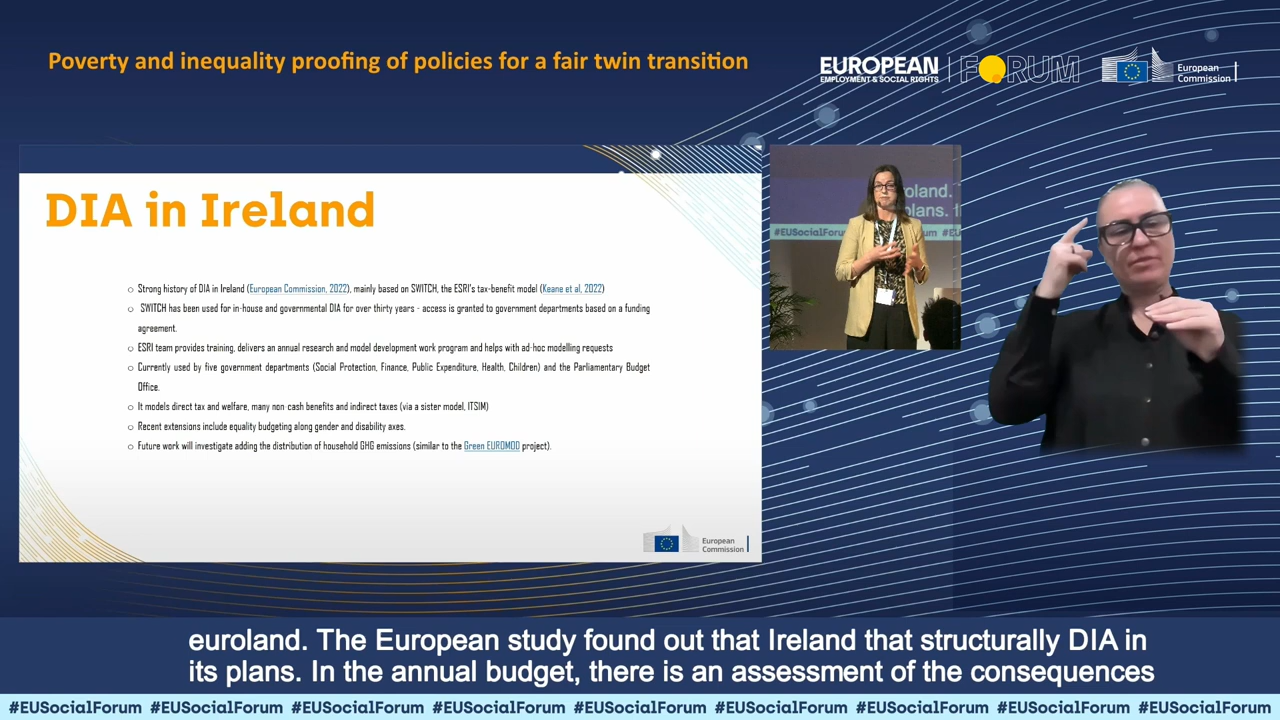 Poverty and inequality proofing of policies for a fair twin transition
EUROPEAN
EMPLOYMENT & SOCIAL RIGHTS
FORUM
European
Commission
DIA in Ireland
Strong history of DIA in Ireland (European Commission, 2022), mainly based on SWITCH, the ESRI's tax-benefit model (Keane et al, 2022)
SWITCH has been used for in-house and governmental DIA for over thirty years - access is granted to government departments based on a funding
agreement.
ESRI team provides training, delivers an annual research and model development work program and helps with ad-hoc modelling requests
Currently used by five government departments (Social Protection, Finance, Public Expenditure, Health, Children) and the Parliamentary Budget
Office.
It models direct tax and welfare, many non-cash benefits and indirect taxes (via a sister model, ITSIM)
Recent extensions include equality budgeting along gender and disability axes.
Future work will investigate adding the distribution of household GHG emissions (similar to the Green EUROMOD project).
European
Commission
roland.
plans. I
#EUSocialForum
um #EU
euroland. The European study found out that Ireland that structurally DIA in
its plans. In the annual budget, there is an assessment of the consequences
#EUSocialForum #EUSocialForum #EUSocialForum #EUSocialForum #EUSocialForum #EUSocialForum #EUSocialForum #EUSocialForum #EUSocialForum